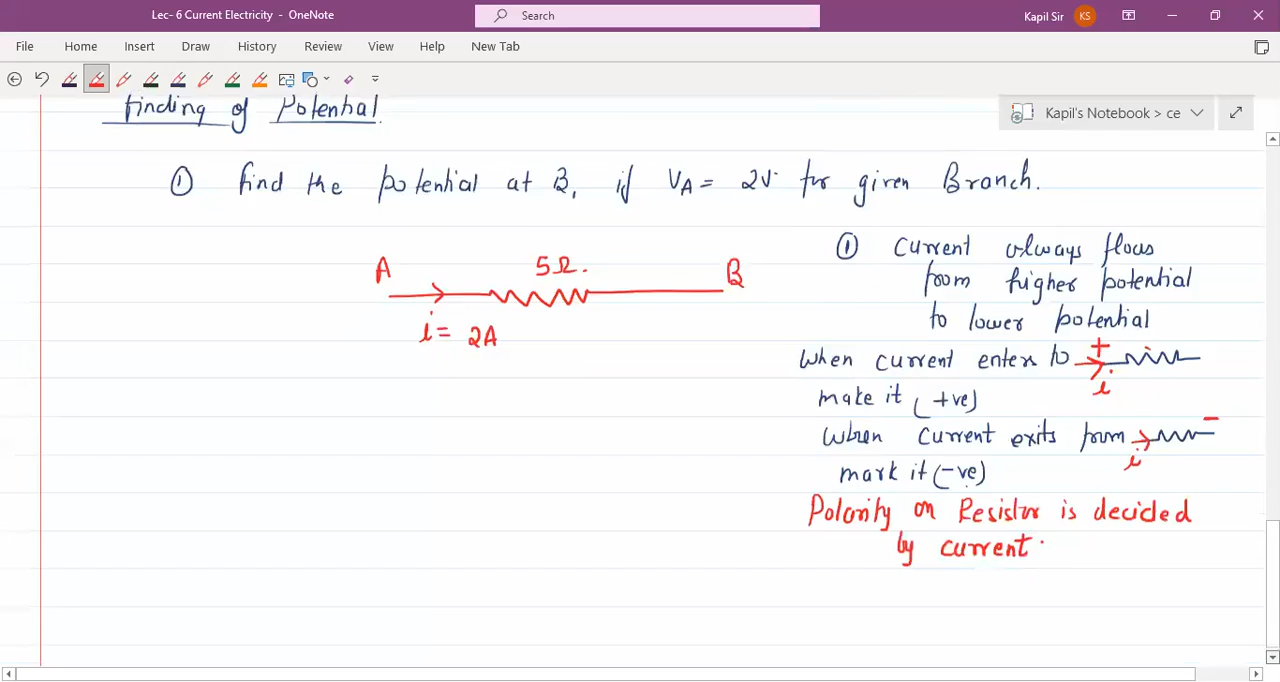 Lec- 6 Current Electricity - OneNote
Search
Kapil Sir
KS
File Home Insert Draw History Review View Help New Tab
Kapil's Notebook > ce
Finding of Potential
① find the potential at B, if VA = 2V for given Branch.
A
5Ω
B
i = 2A
① Current always flows
from higher potential
to lower potential
When current enters to
+
i
make it (+ve)
When current exits from
-
i
mark it (-ve)
Polarity on Resistor is decided
by current.